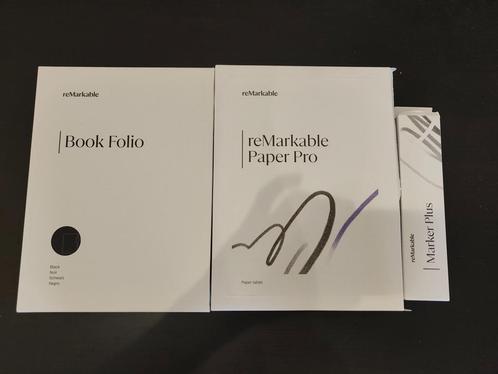 reMarkable
Book Folio
Black
Noir
Schwarz
Negro
reMarkable
reMarkable
Paper Pro
Paper tablet
reMarkable
Marker Plus